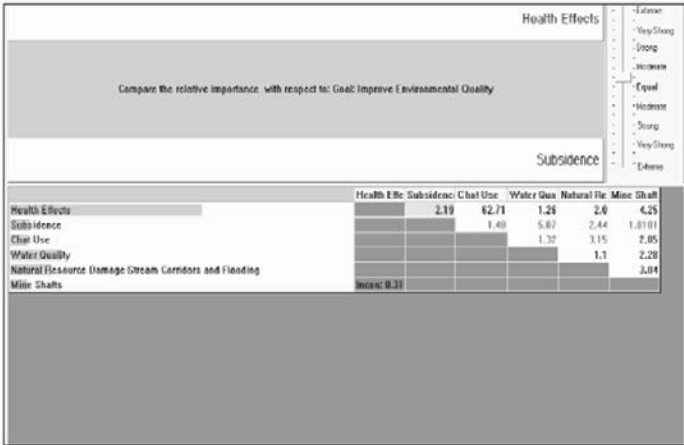 Health Effects
Compare the relative importance with respect to: Goal: Improve Environmental Quality
Subsidence
Extreme
Very Strong
Strong
Moderate
Equal
Moderate
Strong
Very Strong
Extreme
Health Effe Subsidenc Chat Use Water Qua Natural Re Mine Shaft
Health Effects 2.19 62.71 1.26 2.0 4.25
Subsidence 1.48 5.07 2.44 1.0101
Chat Use 1.32 3.15 2.05
Water Quality 1.1 2.28
Natural Resource Damage Stream Corridors and Flooding 3.04
Mine Shafts Incon: 0.31